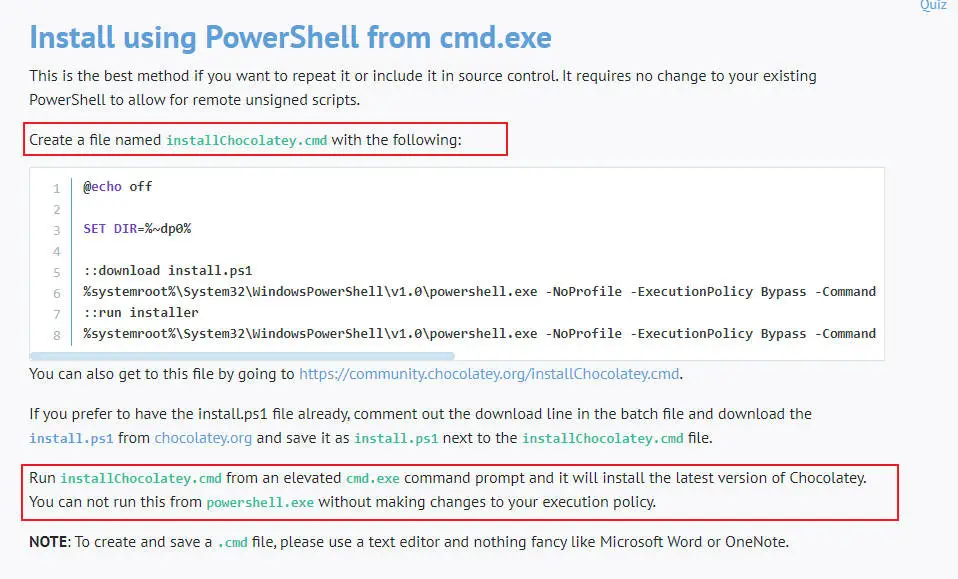 Quiz
Install using PowerShell from cmd.exe
This is the best method if you want to repeat it or include it in source control. It requires no change to your existing
PowerShell to allow for remote unsigned scripts.
Create a file named installChocolatey.cmd with the following:
1 @echo off
2
3 SET DIR=%~dp0%
4
5 ::download install.ps1
6 %systemroot%\System32\WindowsPowerShell\v1.0\powershell.exe -NoProfile -ExecutionPolicy Bypass -Command
7 ::run installer
8 %systemroot%\System32\WindowsPowerShell\v1.0\powershell.exe -NoProfile -ExecutionPolicy Bypass -Command
You can also get to this file by going to https://community.chocolatey.org/installChocolatey.cmd.
If you prefer to have the install.ps1 file already, comment out the download line in the batch file and download the
install.ps1 from chocolatey.org and save it as install.ps1 next to the installChocolatey.cmd file.
Run installChocolatey.cmd from an elevated cmd.exe command prompt and it will install the latest version of Chocolatey.
You can not run this from powershell.exe without making changes to your execution policy.
NOTE: To create and save a .cmd file, please use a text editor and nothing fancy like Microsoft Word or OneNote.